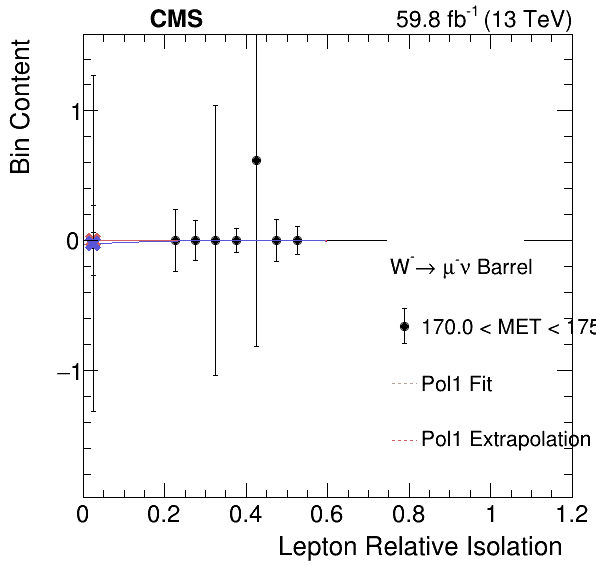 CMS
59.8 fb⁻¹ (13 TeV)
Bin Content
1
0
−1
W⁻→ μ⁻ν Barrel
170.0 < MET < 175
Pol1 Fit
Pol1 Extrapolation
0 0.2 0.4 0.6 0.8 1 1.2
Lepton Relative Isolation